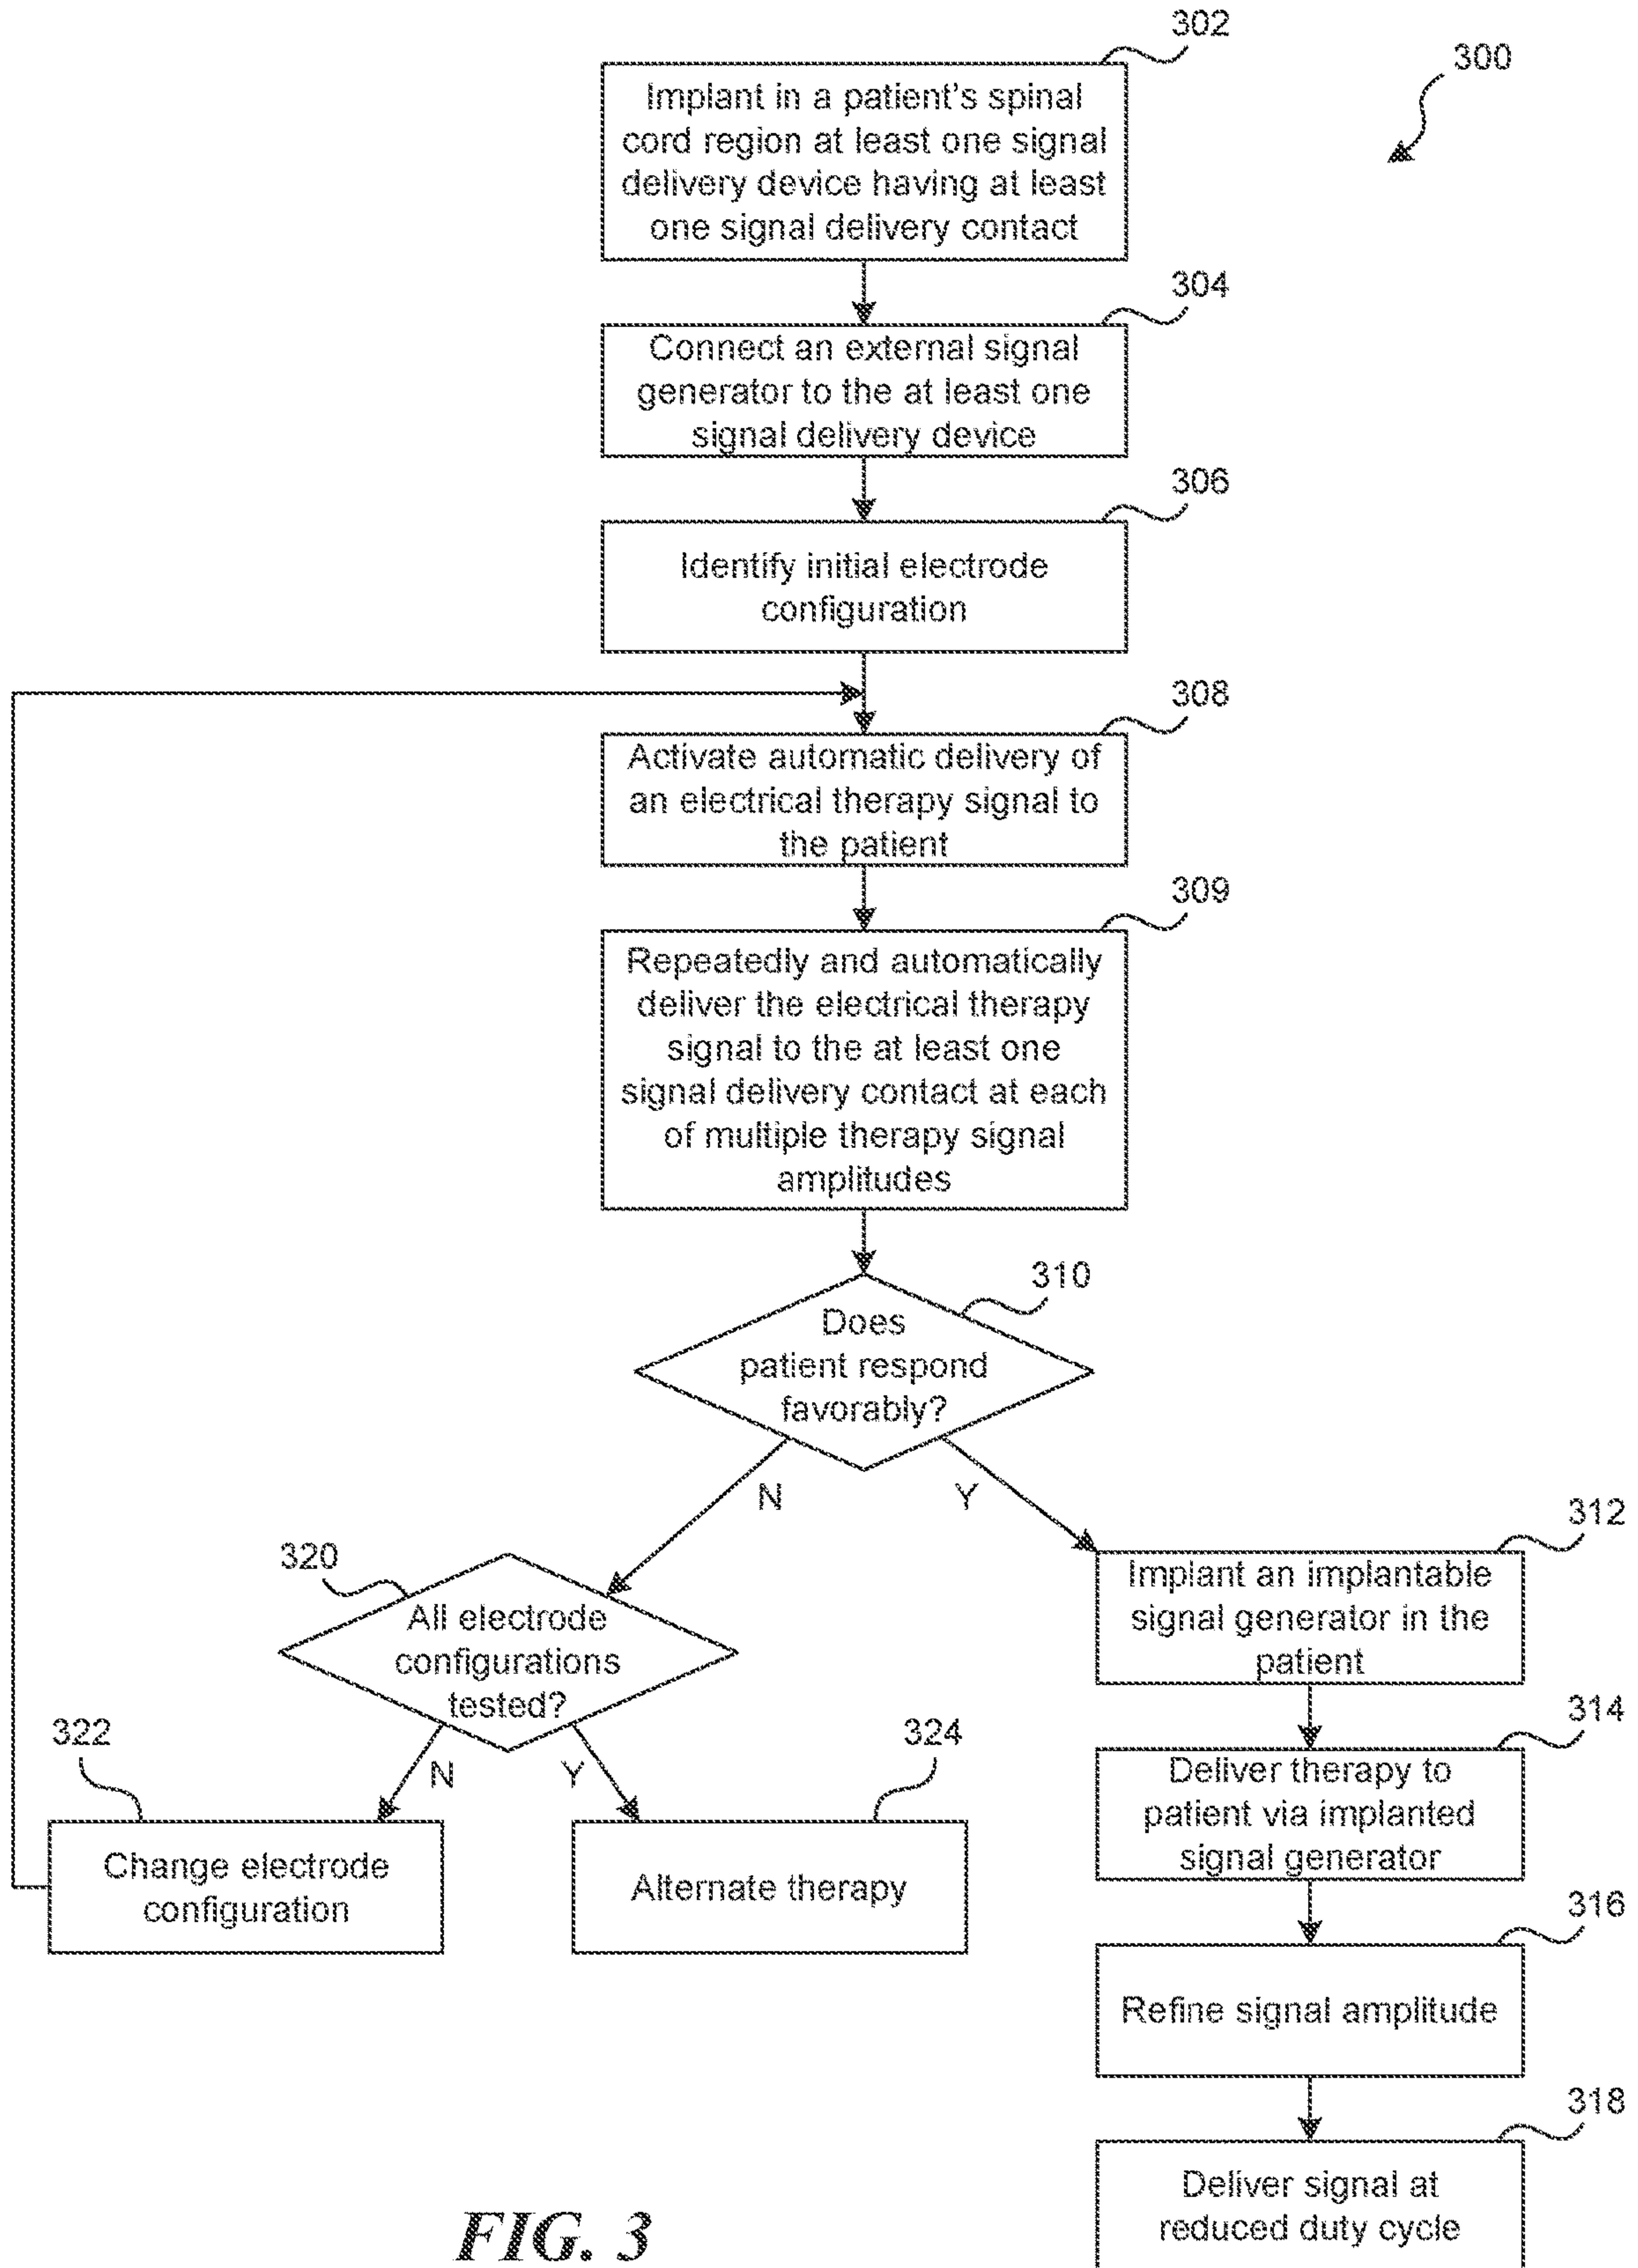 302
300
Implant in a patient's spinal
cord region at least one signal
delivery device having at least
one signal delivery contact
304
Connect an external signal
generator to the at least one
signal delivery device
306
Identify initial electrode
configuration
308
Activate automatic delivery of
an electrical therapy signal to
the patient
309
Repeatedly and automatically
deliver the electrical therapy
signal to the at least one
signal delivery contact at each
of multiple therapy signal
amplitudes
310
Does
patient respond
favorably?
N
Y
320
All electrode
configurations
tested?
N
Y
322
Change electrode
configuration
324
Alternate therapy
312
Implant an implantable
signal generator in the
patient
314
Deliver therapy to
patient via implanted
signal generator
316
Refine signal amplitude
318
Deliver signal at
reduced duty cycle
FIG. 3